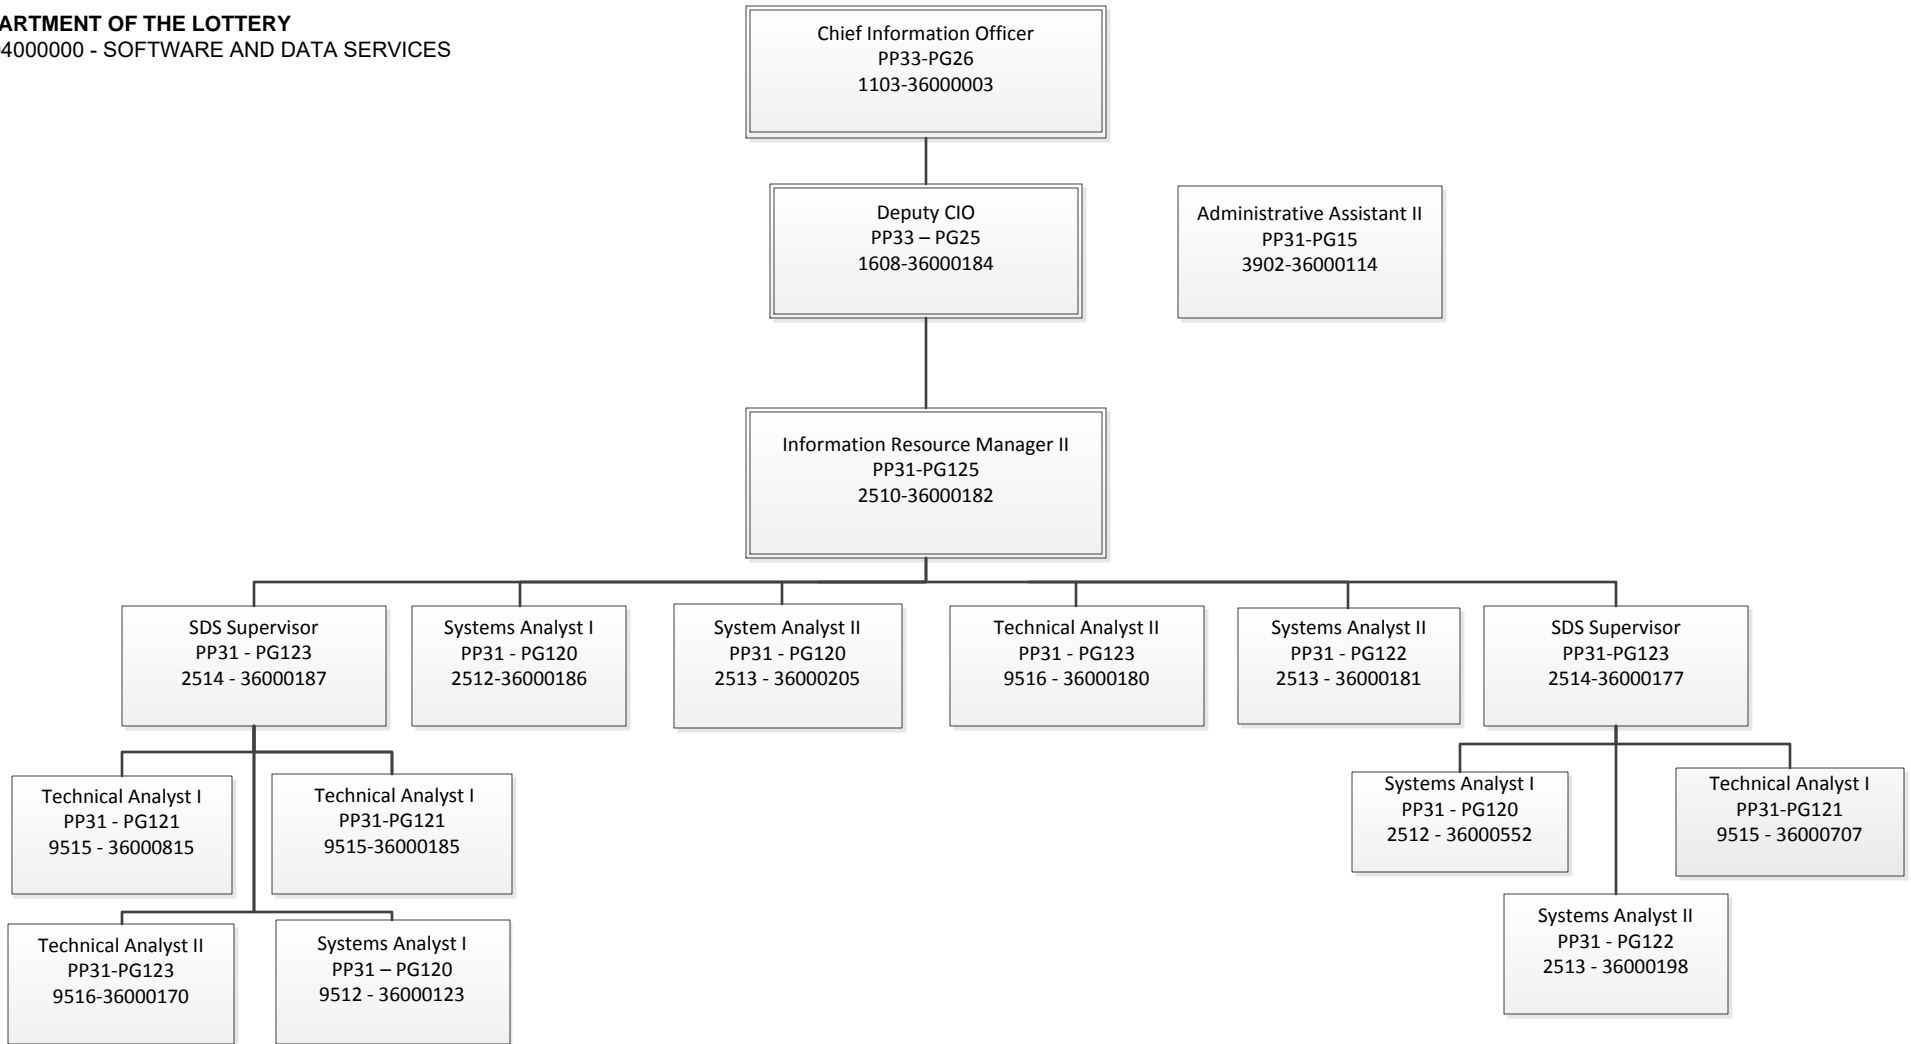 ARTMENT OF THE LOTTERY
4000000 - SOFTWARE AND DATA SERVICES
Chief Information Officer
PP33-PG26
1103-36000003
Deputy CIO
PP33 – PG25
1608-36000184
Administrative Assistant II
PP31-PG15
3902-36000114
Information Resource Manager II
PP31-PG125
2510-36000182
SDS Supervisor
PP31 - PG123
2514 - 36000187
Systems Analyst I
PP31 - PG120
2512-36000186
System Analyst II
PP31 - PG120
2513 - 36000205
Technical Analyst II
PP31 - PG123
9516 - 36000180
Systems Analyst II
PP31 - PG122
2513 - 36000181
SDS Supervisor
PP31-PG123
2514-36000177
Technical Analyst I
PP31 - PG121
9515 - 36000815
Technical Analyst I
PP31-PG121
9515-36000185
Systems Analyst I
PP31 - PG120
2512 - 36000552
Technical Analyst I
PP31-PG121
9515 - 36000707
Technical Analyst II
PP31-PG123
9516-36000170
Systems Analyst I
PP31 – PG120
9512 - 36000123
Systems Analyst II
PP31 - PG122
2513 - 36000198